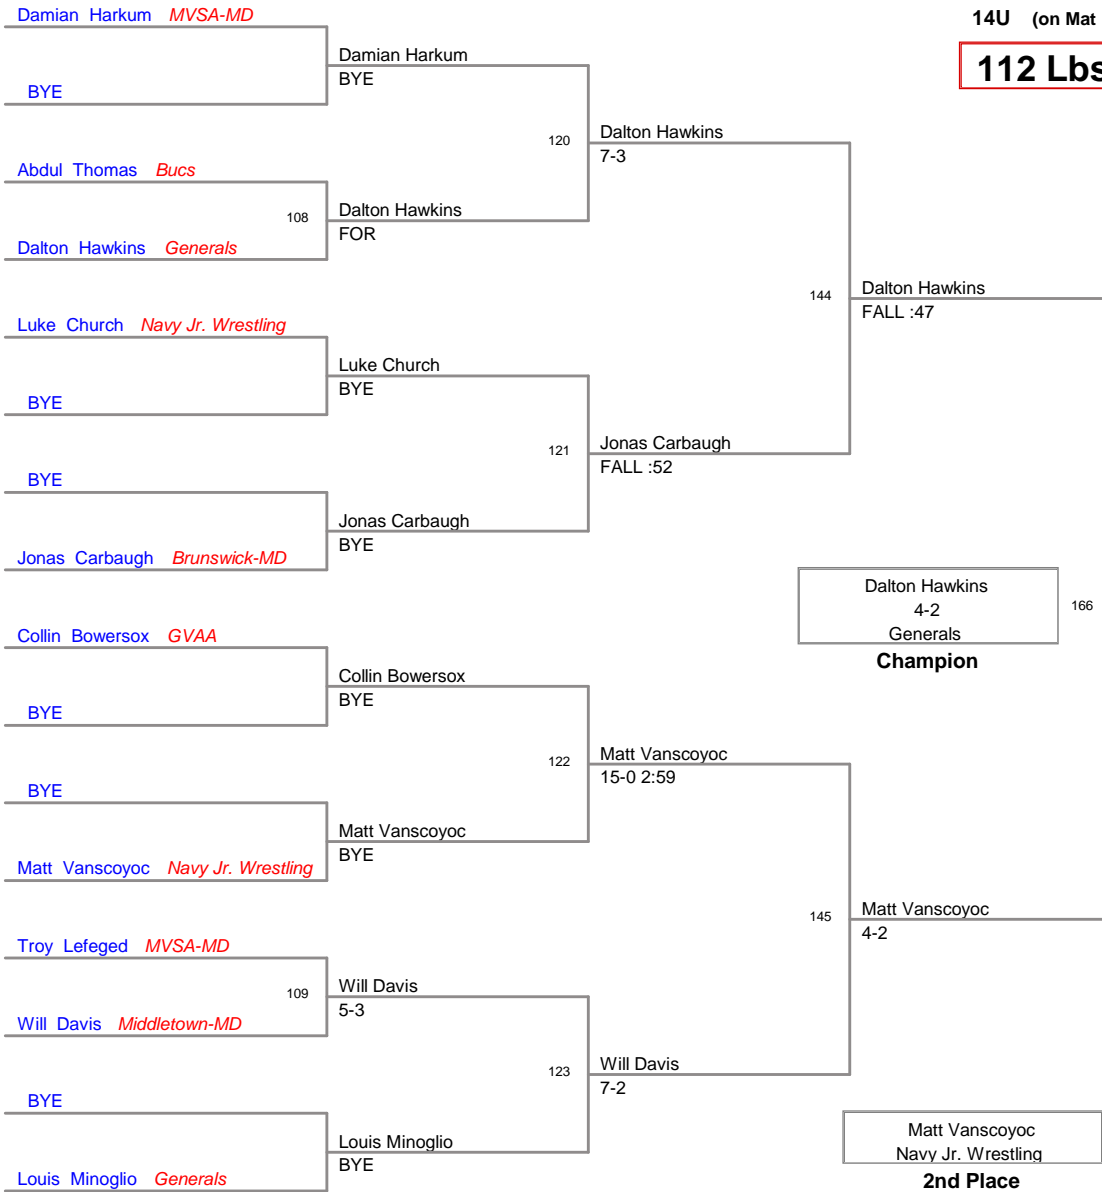 Damian Harkum MVSA-MD
14U (on Mat
Damian Harkum
BYE
112 Lbs
BYE
120
Dalton Hawkins
7-3
Abdul Thomas Bucs
108
Dalton Hawkins
FOR
Dalton Hawkins Generals
144
Dalton Hawkins
FALL :47
Luke Church Navy Jr. Wrestling
Luke Church
BYE
BYE
121
Jonas Carbaugh
FALL :52
BYE
Jonas Carbaugh
BYE
Jonas Carbaugh Brunswick-MD
Dalton Hawkins
4-2
Generals
166
Champion
Collin Bowersox GVAA
Collin Bowersox
BYE
BYE
122
Matt Vanscoyoc
15-0 2:59
BYE
Matt Vanscoyoc
BYE
Matt Vanscoyoc Navy Jr. Wrestling
145
Matt Vanscoyoc
4-2
Troy Lefeged MVSA-MD
109
Will Davis
5-3
Will Davis Middletown-MD
123
Will Davis
7-2
BYE
Louis Minoglio
BYE
Louis Minoglio Generals
Matt Vanscoyoc
Navy Jr. Wrestling
2nd Place